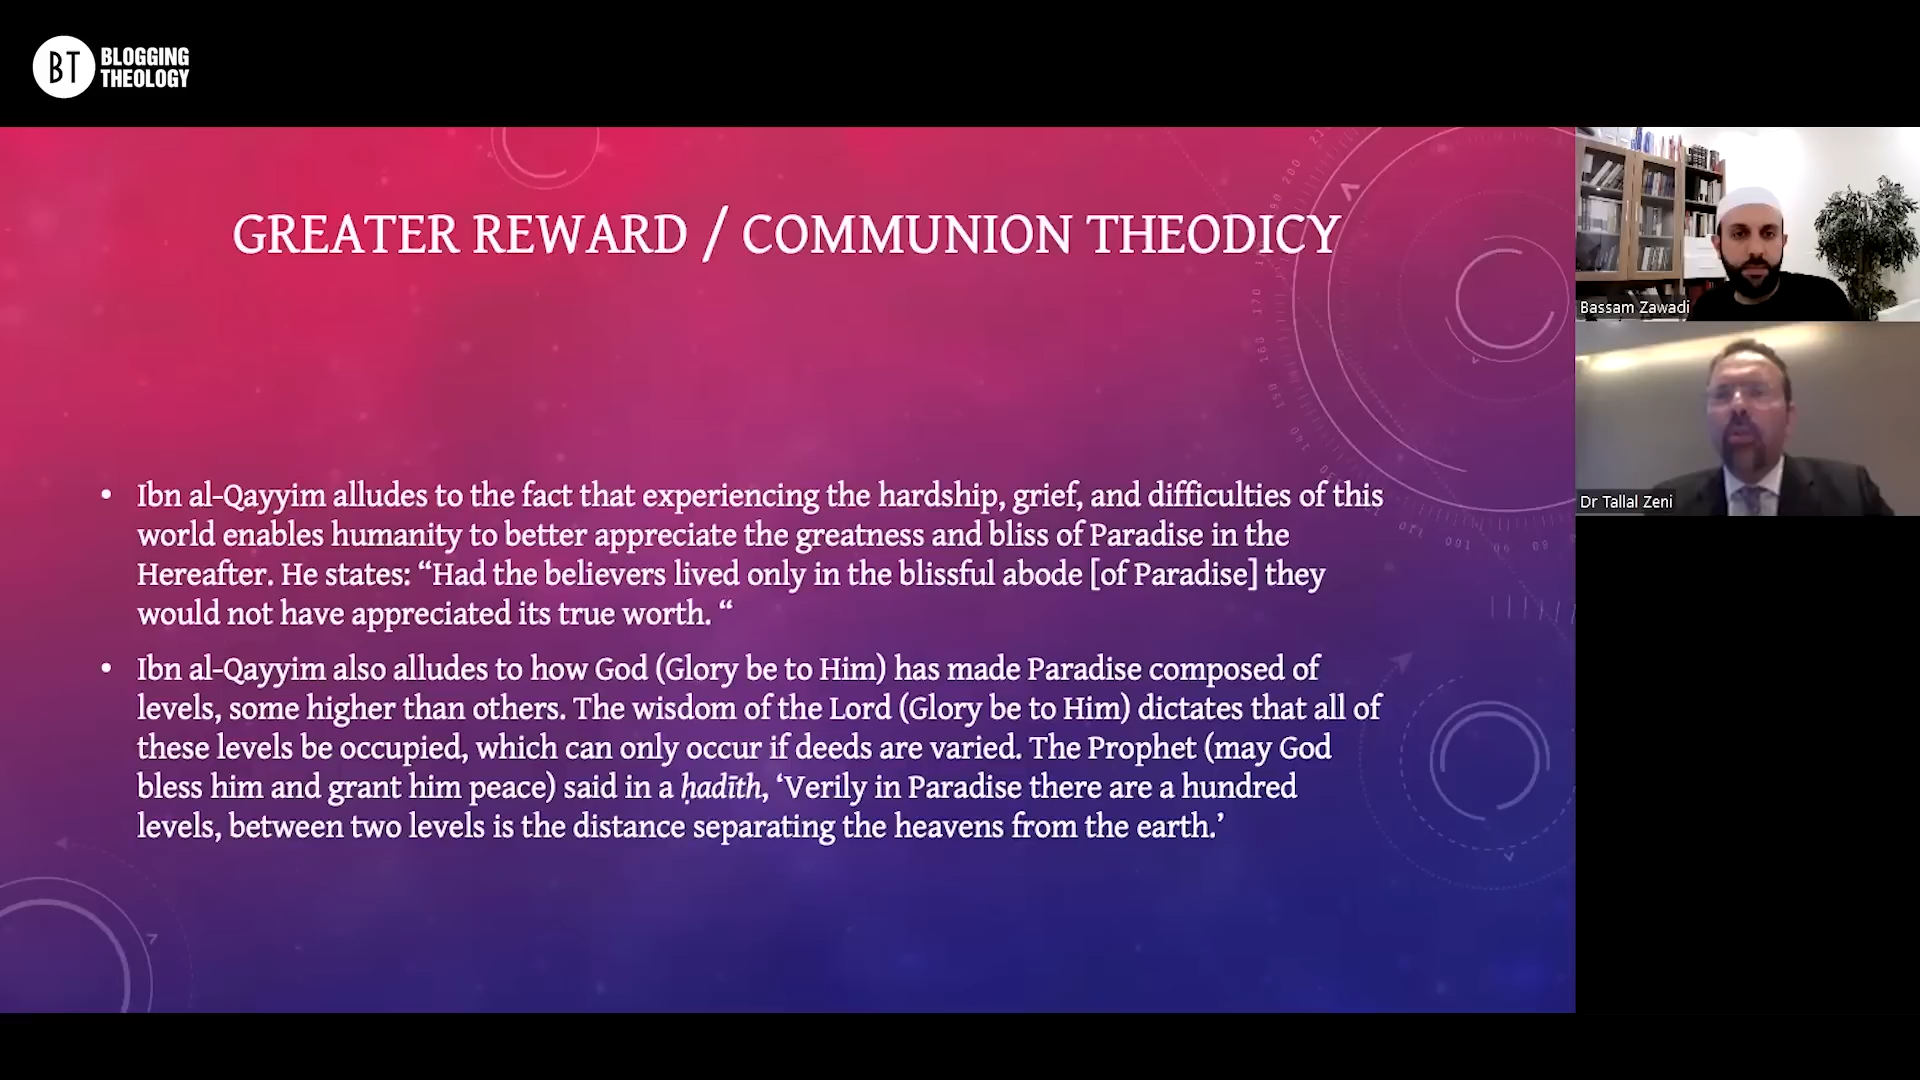 BT BLOGGING
THEOLOGY
GREATER REWARD / COMMUNION THEODICY
• Ibn al-Qayyim alludes to the fact that experiencing the hardship, grief, and difficulties of this
world enables humanity to better appreciate the greatness and bliss of Paradise in the
Hereafter. He states: “Had the believers lived only in the blissful abode [of Paradise] they
would not have appreciated its true worth. “
• Ibn al-Qayyim also alludes to how God (Glory be to Him) has made Paradise composed of
levels, some higher than others. The wisdom of the Lord (Glory be to Him) dictates that all of
these levels be occupied, which can only occur if deeds are varied. The Prophet (may God
bless him and grant him peace) said in a ḥadīth, ‘Verily in Paradise there are a hundred
levels, between two levels is the distance separating the heavens from the earth.’
Bassam Zawadi
Dr Tallal Zeni